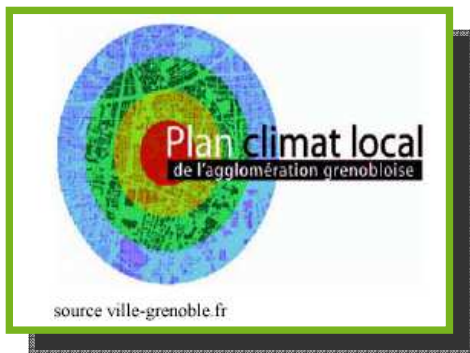 Plan climat local
de l'agglomération grenobloise
source ville-grenoble.fr